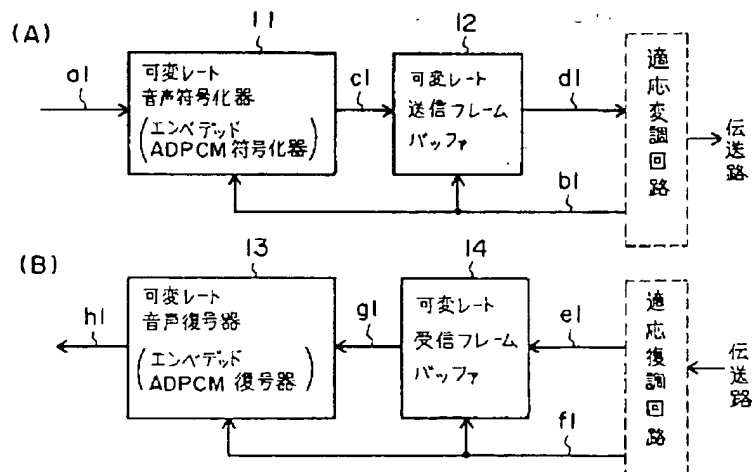 (A)
11
12
a1
可変レート
音声符号化器
(エンベデッド
ADPCM符号化器)
c1
可変レート
送信フレーム
バッファ
d1
b1
適応変調回路
伝送路
(B)
13
14
h1
可変レート
音声復号器
(エンベデッド
ADPCM復号器)
g1
可変レート
受信フレーム
バッファ
e1
f1
適応復調回路
伝送路